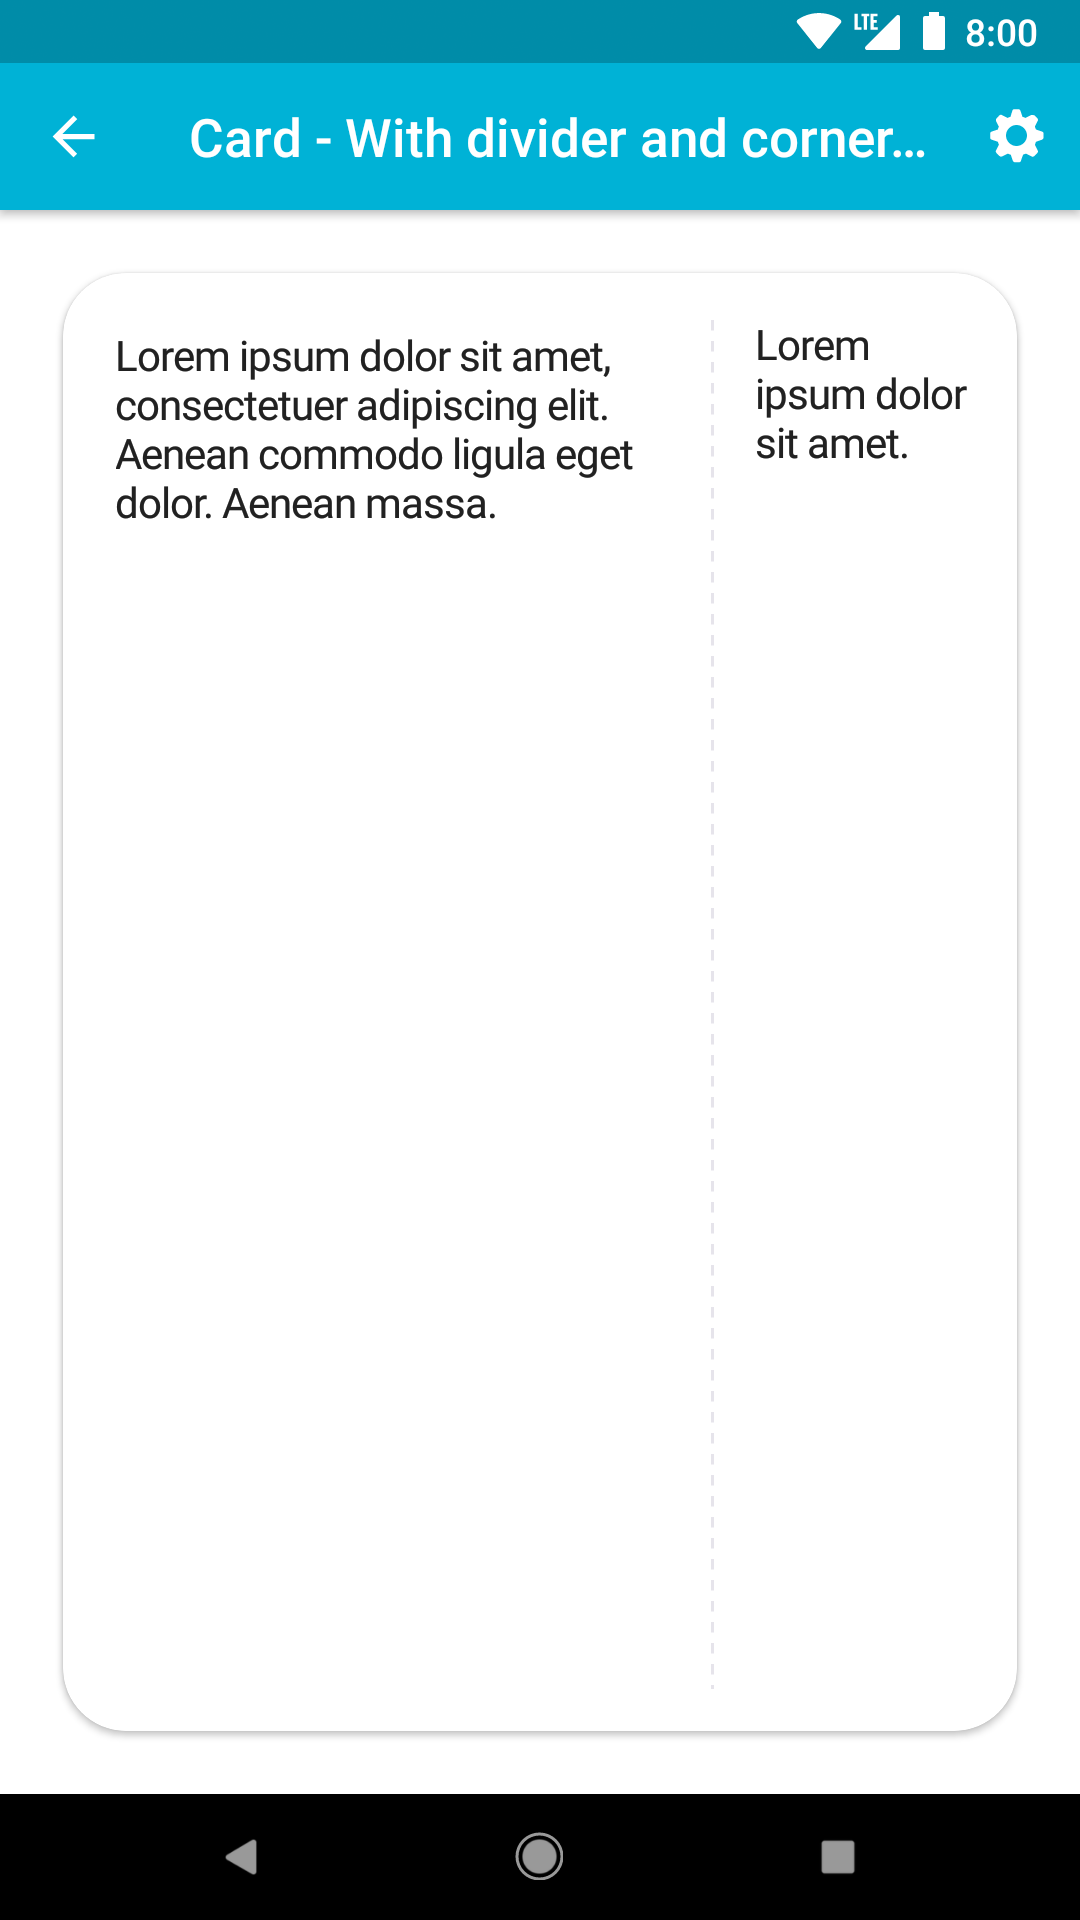 LTE 8:00
Card - With divider and corner...
Lorem ipsum dolor sit amet,
consectetuer adipiscing elit.
Aenean commodo ligula eget
dolor. Aenean massa.
Lorem
ipsum dolor
sit amet.